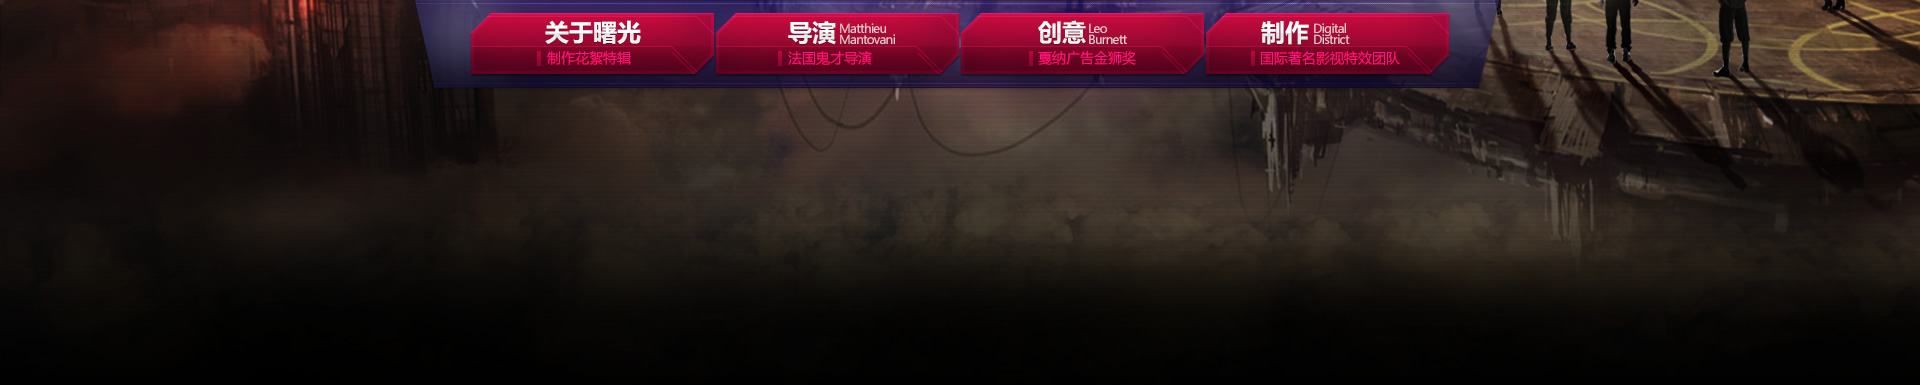 关于曙光
制作花絮特辑
导演 Matthieu
Mantovani
法国鬼才导演
创意 Leo
Burnett
戛纳广告金狮奖
制作 Digital
District
国际著名影视特效团队